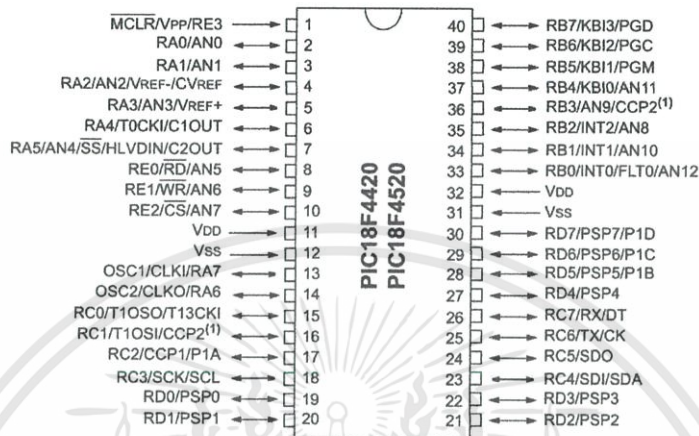 MCLR/VPP/RE3 1 40 RB7/KBI3/PGD
RA0/AN0 2 39 RB6/KBI2/PGC
RA1/AN1 3 38 RB5/KBI1/PGM
RA2/AN2/VREF-/CVREF 4 37 RB4/KBI0/AN11
RA3/AN3/VREF+ 5 36 RB3/AN9/CCP2(1)
RA4/T0CKI/C1OUT 6 35 RB2/INT2/AN8
RA5/AN4/SS/HLVDIN/C2OUT 7 34 RB1/INT1/AN10
RE0/RD/AN5 8 33 RB0/INT0/FLT0/AN12
RE1/WR/AN6 9 32 VDD
RE2/CS/AN7 10 31 VSS
VDD 11 30 RD7/PSP7/P1D
VSS 12 29 RD6/PSP6/P1C
OSC1/CLKI/RA7 13 28 RD5/PSP5/P1B
OSC2/CLKO/RA6 14 27 RD4/PSP4
RC0/T1OSO/T13CKI 15 26 RC7/RX/DT
RC1/T1OSI/CCP2(1) 16 25 RC6/TX/CK
RC2/CCP1/P1A 17 24 RC5/SDO
RC3/SCK/SCL 18 23 RC4/SDI/SDA
RD0/PSP0 19 22 RD3/PSP3
RD1/PSP1 20 21 RD2/PSP2
PIC18F4420
PIC18F4520